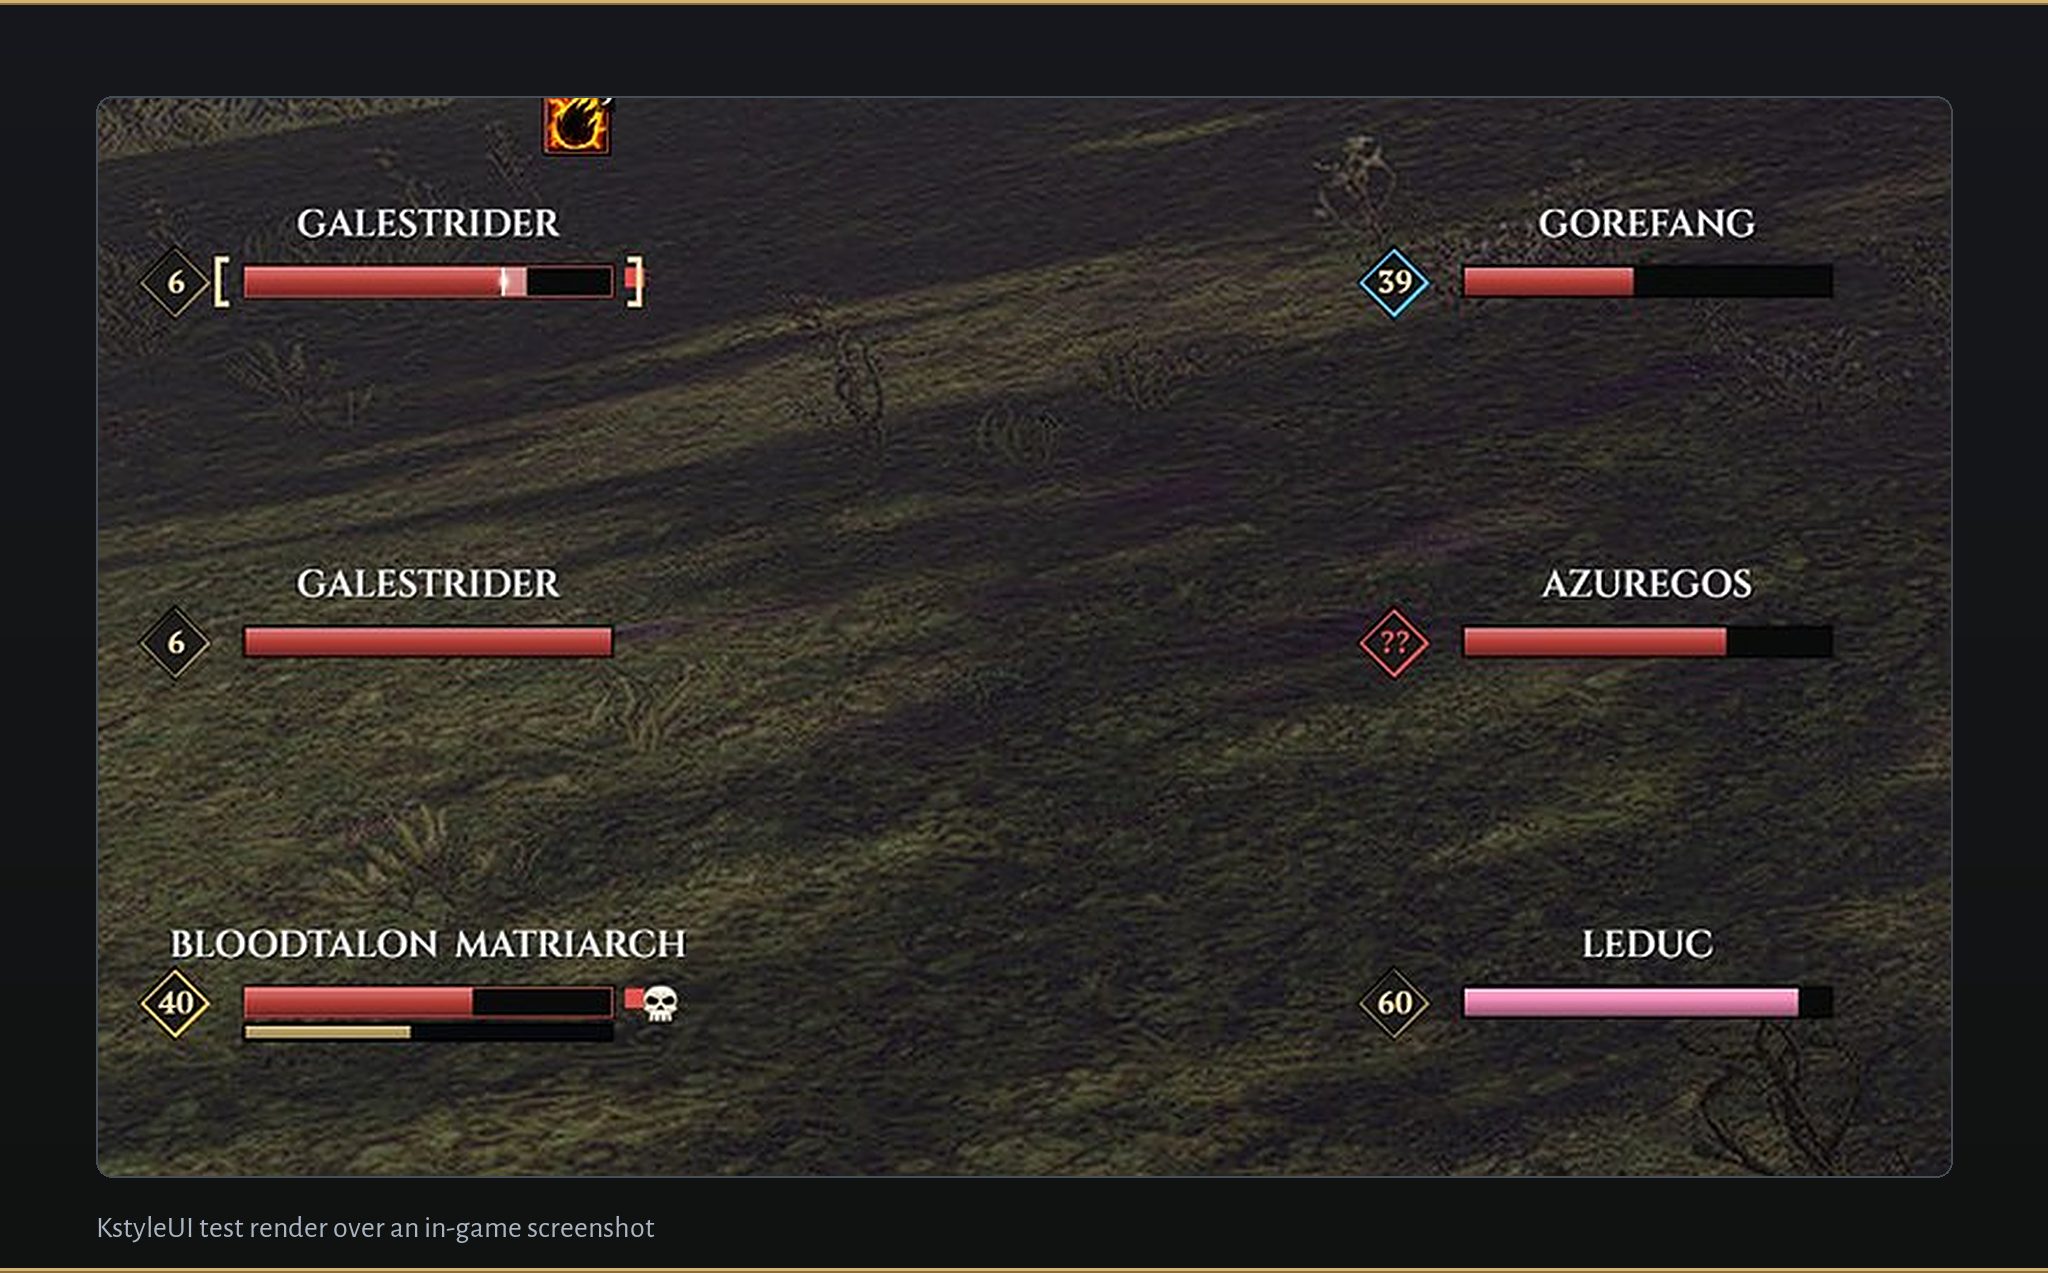 GALESTRIDER
6
GOREFANG
39
GALESTRIDER
6
AZUREGOS
??
BLOODTALON MATRIARCH
40
LEDUC
60
KstyleUI test render over an in-game screenshot